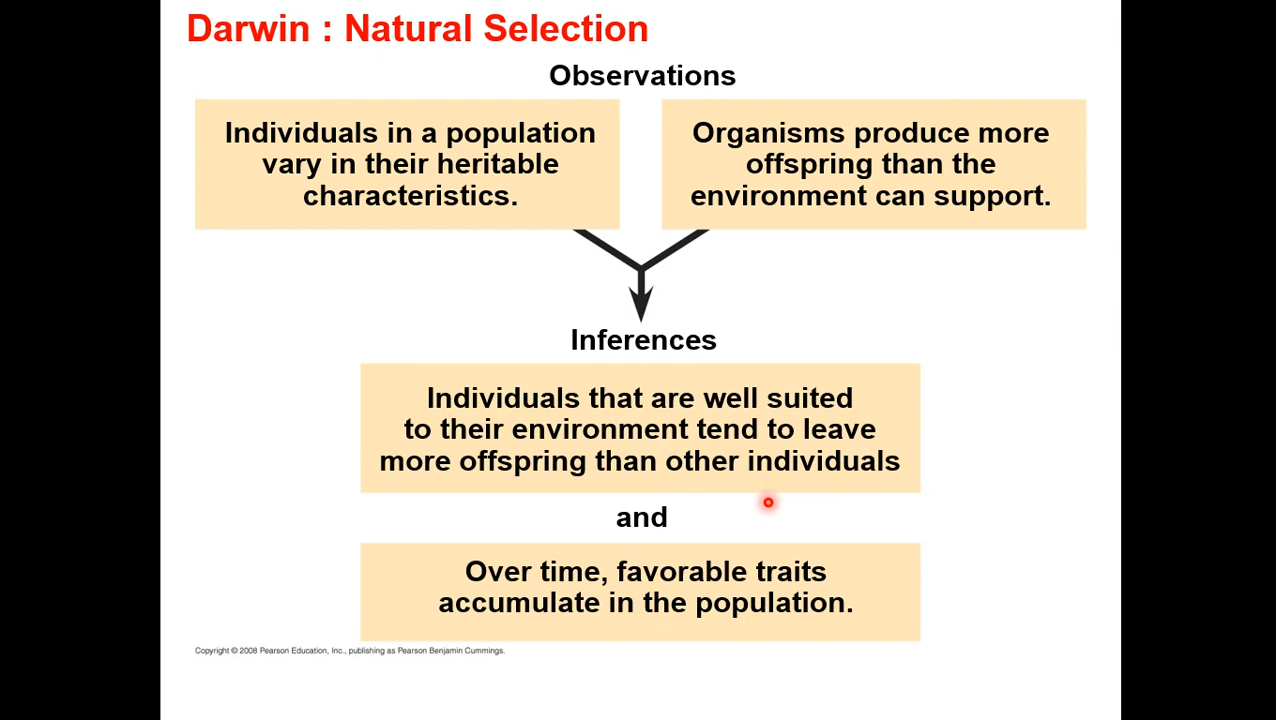 Darwin : Natural Selection
Observations
Individuals in a population
vary in their heritable
characteristics.
Organisms produce more
offspring than the
environment can support.
Inferences
Individuals that are well suited
to their environment tend to leave
more offspring than other individuals
and
Over time, favorable traits
accumulate in the population.
Copyright © 2008 Pearson Education, Inc., publishing as Pearson Benjamin Cummings.